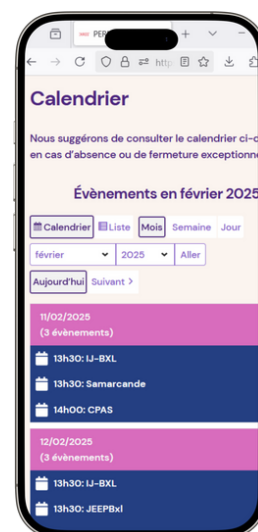 PER
http
Calendrier
Nous suggérons de consulter le calendrier ci-d
en cas d'absence ou de fermeture exceptionne
Évènements en février 2025
Calendrier Liste Mois Semaine Jour
février 2025 Aller
Aujourd'hui Suivant >
11/02/2025
(3 évènements)
13h30: IJ-BXL
13h30: Samarcande
14h00: CPAS
12/02/2025
(3 évènements)
13h30: IJ-BXL
13h30: JEEPBxl